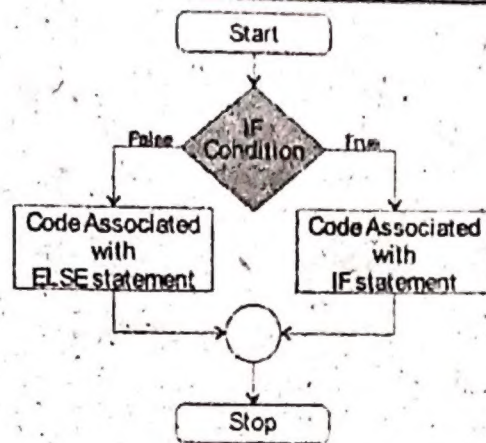 Start
IF
Condition
False
True
Code Associated
with
ELSE statement
Code Associated
with
IF statement
Stop